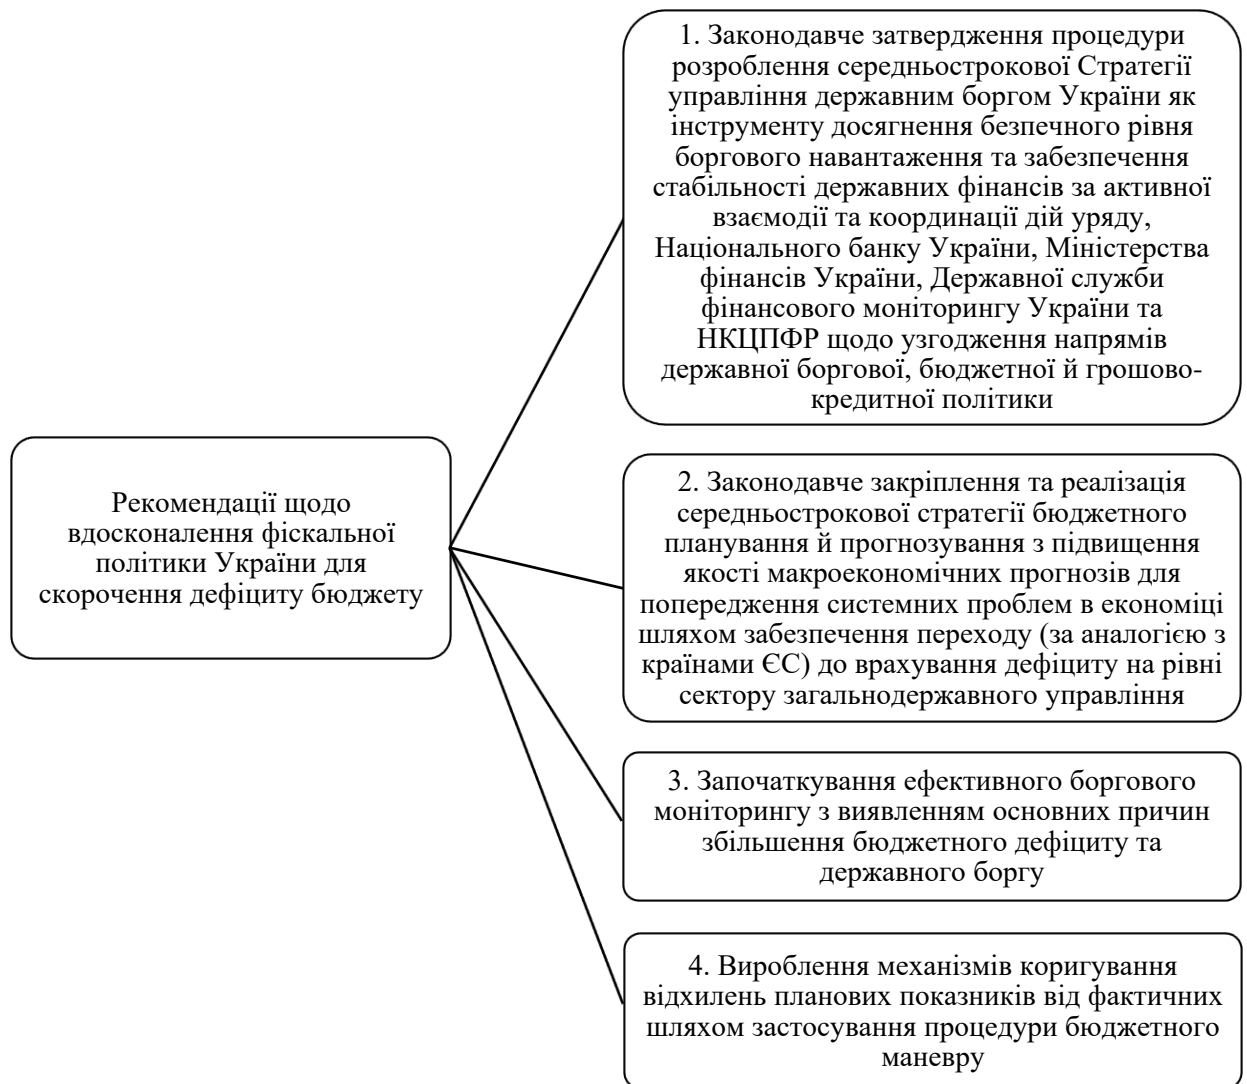 Рекомендації щодо
вдосконалення фіскальної
політики України для
скорочення дефіциту бюджету
1. Законодавче затвердження процедури
розроблення середньострокової Стратегії
управління державним боргом України як
інструменту досягнення безпечного рівня
боргового навантаження та забезпечення
стабільності державних фінансів за активної
взаємодії та координації дій уряду,
Національного банку України, Міністерства
фінансів України, Державної служби
фінансового моніторингу України та
НКЦПФР щодо узгодження напрямів
державної боргової, бюджетної й грошово-
кредитної політики
2. Законодавче закріплення та реалізація
середньострокової стратегії бюджетного
планування й прогнозування з підвищення
якості макроекономічних прогнозів для
попередження системних проблем в економіці
шляхом забезпечення переходу (за аналогією з
країнами ЄС) до врахування дефіциту на рівні
сектору загальнодержавного управління
3. Започаткування ефективного боргового
моніторингу з виявленням основних причин
збільшення бюджетного дефіциту та
державного боргу
4. Вироблення механізмів коригування
відхилень планових показників від фактичних
шляхом застосування процедури бюджетного
маневру